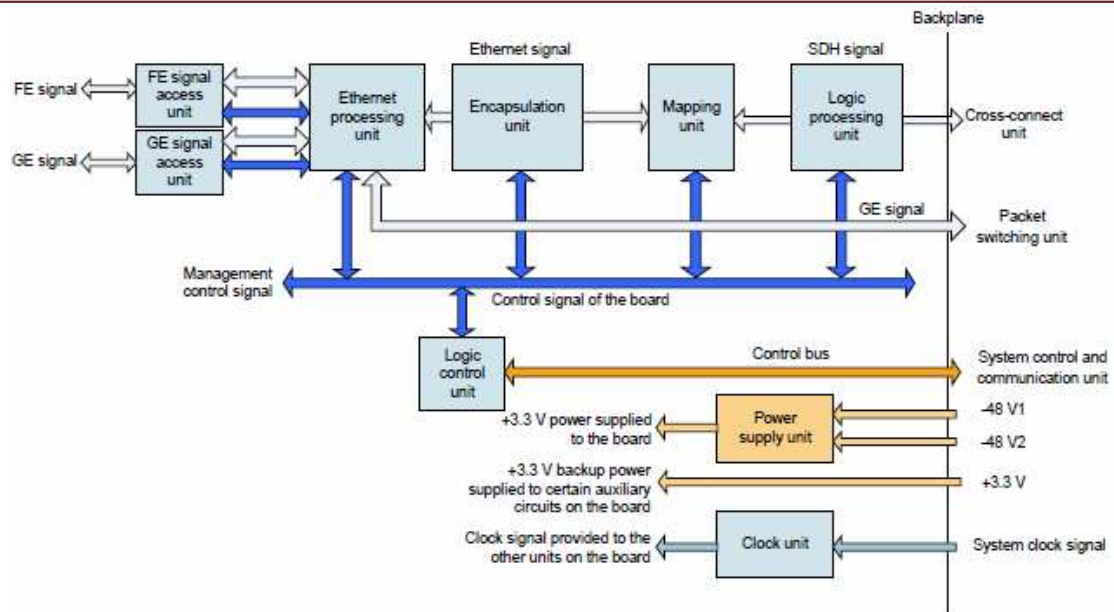 Backplane
Ethernet signal
SDH signal
FE signal
FE signal
access
unit
Ethernet
processing
unit
Encapsulation
unit
Mapping
unit
Logic
processing
unit
Cross-connect
unit
GE signal
GE signal
access
unit
GE signal
Packet
switching unit
Management
control signal
Control signal of the board
Logic
control
unit
Control bus
System control and
communication unit
+3.3 V power supplied
to the board
Power
supply unit
-48 V1
-48 V2
+3.3 V backup power
supplied to certain auxiliary
circuits on the board
+3.3 V
Clock signal provided to the
other units on the board
Clock unit
System clock signal